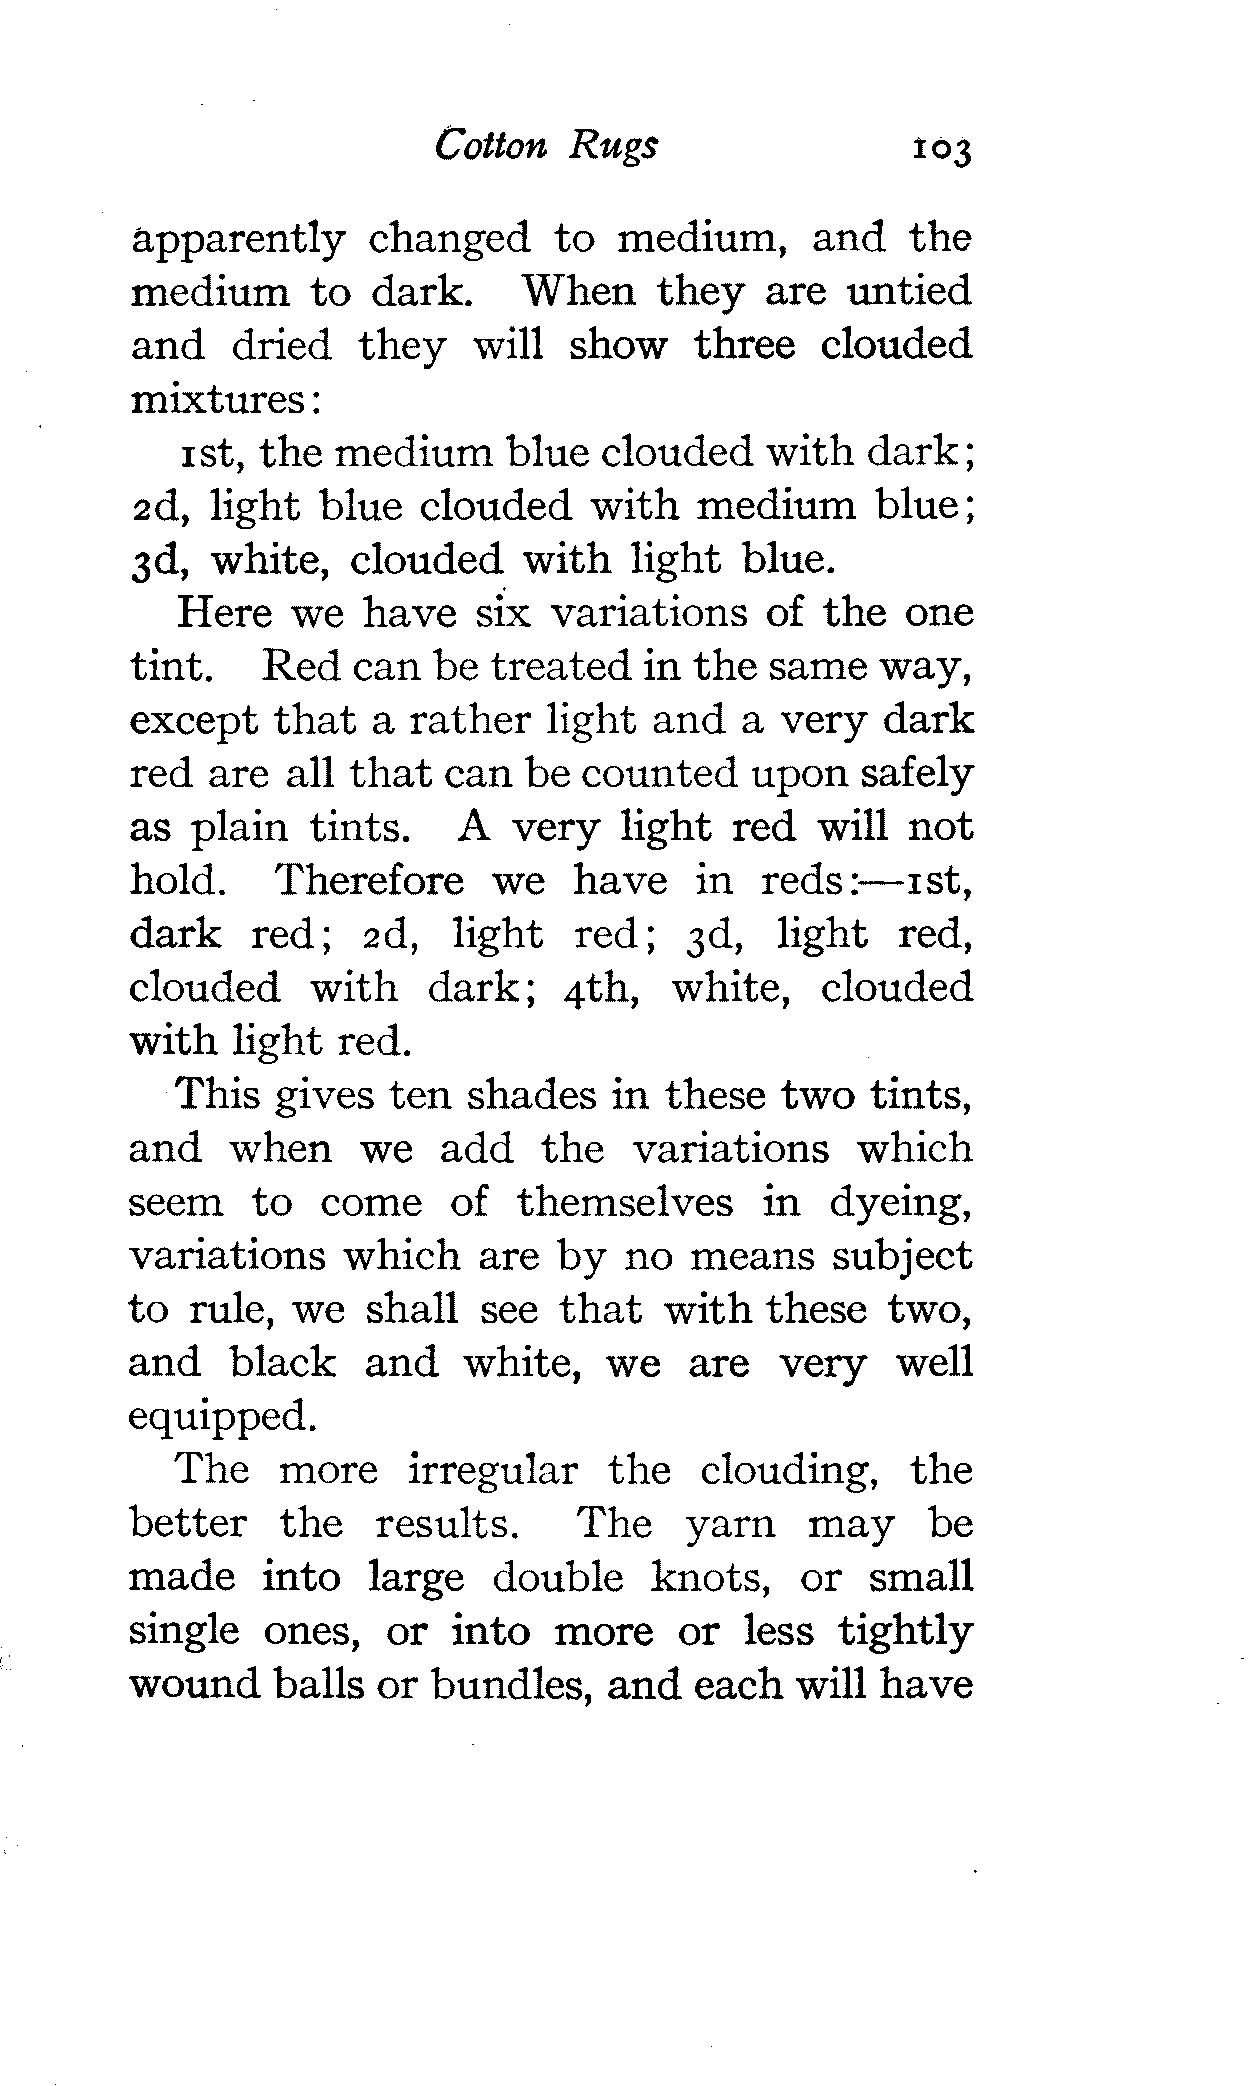 Cotton Rugs 103
apparently changed to medium, and the
medium to dark. When they are untied
and dried they will show three clouded
mixtures:
1st, the medium blue clouded with dark;
2d, light blue clouded with medium blue;
3d, white, clouded with light blue.
Here we have six variations of the one
tint. Red can be treated in the same way,
except that a rather light and a very dark
red are all that can be counted upon safely
as plain tints. A very light red will not
hold. Therefore we have in reds:—1st,
dark red; 2d, light red; 3d, light red,
clouded with dark; 4th, white, clouded
with light red.
This gives ten shades in these two tints,
and when we add the variations which
seem to come of themselves in dyeing,
variations which are by no means subject
to rule, we shall see that with these two,
and black and white, we are very well
equipped.
The more irregular the clouding, the
better the results. The yarn may be
made into large double knots, or small
single ones, or into more or less tightly
wound balls or bundles, and each will have